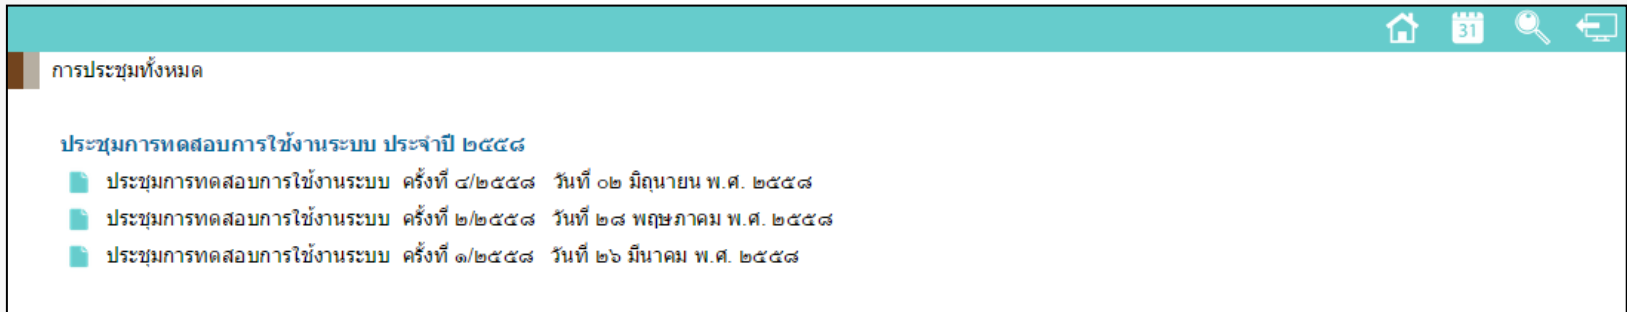 31
การประชุมทั้งหมด
ประชุมการทดสอบการใช้งานระบบ ประจำปี ๒๕๕๘
ประชุมการทดสอบการใช้งานระบบ ครั้งที่ ๔/๒๕๕๘ วันที่ ๐๒ มิถุนายน พ.ศ. ๒๕๕๘
ประชุมการทดสอบการใช้งานระบบ ครั้งที่ ๒/๒๕๕๘ วันที่ ๒๘ พฤษภาคม พ.ศ. ๒๕๕๘
ประชุมการทดสอบการใช้งานระบบ ครั้งที่ ๑/๒๕๕๘ วันที่ ๒๖ มีนาคม พ.ศ. ๒๕๕๘